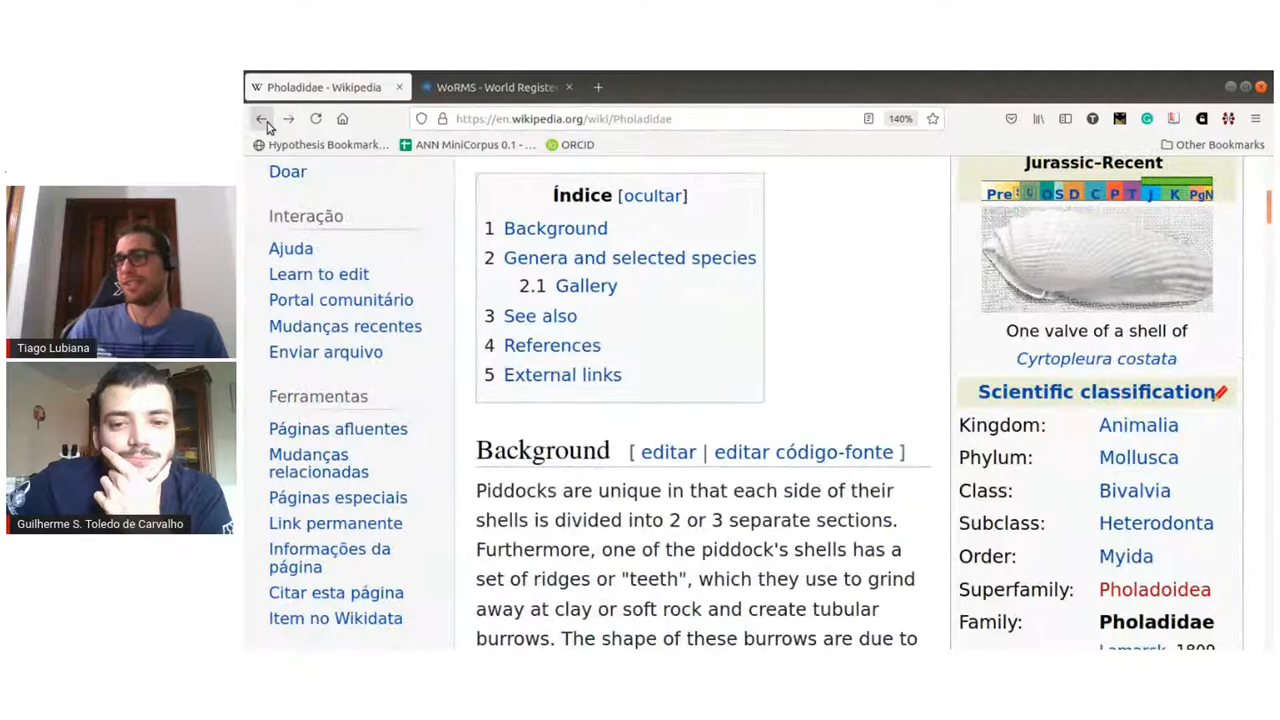 Pholadidae - Wikipedia
WoRMS - World Registe
https://en.wikipedia.org/wiki/Pholadidae
140%
Hypothesis Bookmark...
ANN MiniCorpus 0.1 - ...
ORCID
Other Bookmarks
Doar
Interação
Ajuda
Learn to edit
Portal comunitário
Mudanças recentes
Enviar arquivo
Ferramentas
Páginas afluentes
Mudanças
relacionadas
Páginas especiais
Link permanente
Informações da
página
Citar esta página
Item no Wikidata
Índice [ocultar]
1 Background
2 Genera and selected species
2.1 Gallery
3 See also
4 References
5 External links
Background [ editar | editar código-fonte ]
Piddocks are unique in that each side of their
shells is divided into 2 or 3 separate sections.
Furthermore, one of the piddock's shells has a
set of ridges or "teeth", which they use to grind
away at clay or soft rock and create tubular
burrows. The shape of these burrows are due to
Jurassic–Recent
Pre Є O S D C P T J K PgN
One valve of a shell of
Cyrtopleura costata
Scientific classification
Kingdom: Animalia
Phylum: Mollusca
Class: Bivalvia
Subclass: Heterodonta
Order: Myida
Superfamily: Pholadoidea
Family: Pholadidae
Lamarck, 1809
Tiago Lubiana
Guilherme S. Toledo de Carvalho